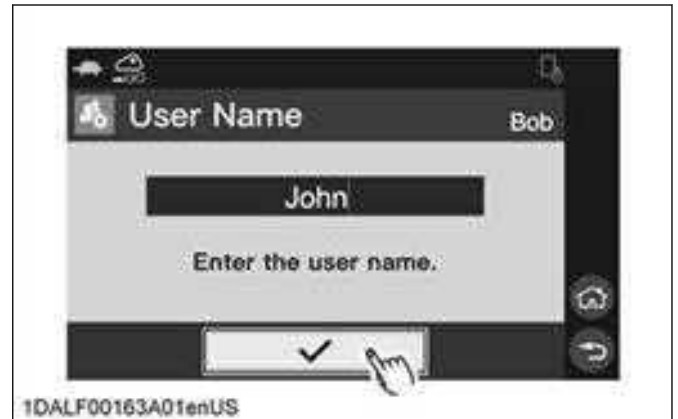 User Name
Bob
John
Enter the user name.
1DALF00163A01enUS